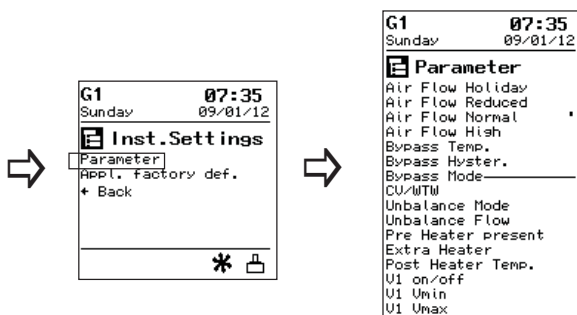 G1 07:35
Sunday 09/01/12
Inst.Settings
Parameter
Appl. factory def.
← Back
G1 07:35
Sunday 09/01/12
Parameter
Air Flow Holiday
Air Flow Reduced
Air Flow Normal
Air Flow High
Bypass Temp.
Bypass Hyster.
Bypass Mode
CV/WTW
Unbalance Mode
Unbalance Flow
Pre Heater present
Extra Heater
Post Heater Temp.
V1 on/off
V1 Vmin
V1 Vmax